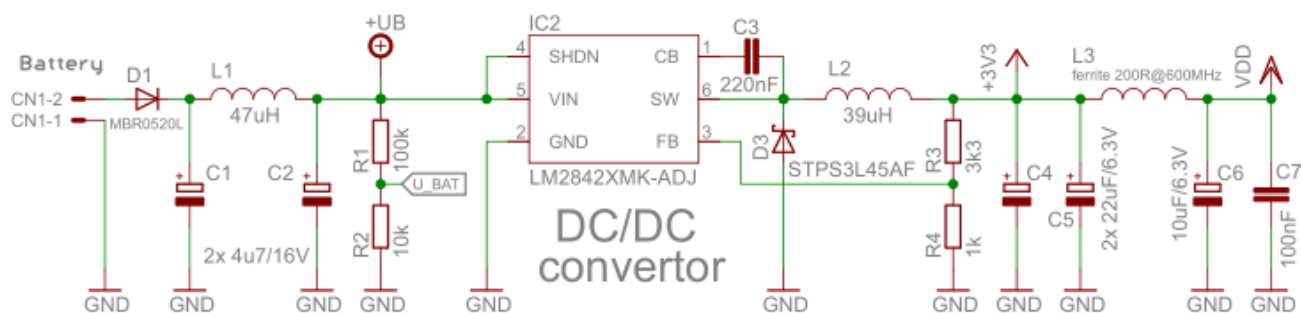 +UB
IC2
4
SHDN
CB
1
C3
220nF
Battery
D1
L1
CN1-2
CN1-1
MBR0520L
47uH
5
VIN
SW
6
L2
39uH
+3V3
L3
ferrite 200R@600MHz
VDD
2
GND
FB
3
R1
100k
U_BAT
LM2842XMK-ADJ
D3
STPS3L45AF
R3
3k3
C1
C2
2x 4u7/16V
R2
10k
DC/DC
convertor
R4
1k
C4
C5
2x 22uF/6.3V
10uF/6.3V
C6
C7
100nF
GND
GND
GND
GND
GND
GND
GND
GND
GND
GND
GND